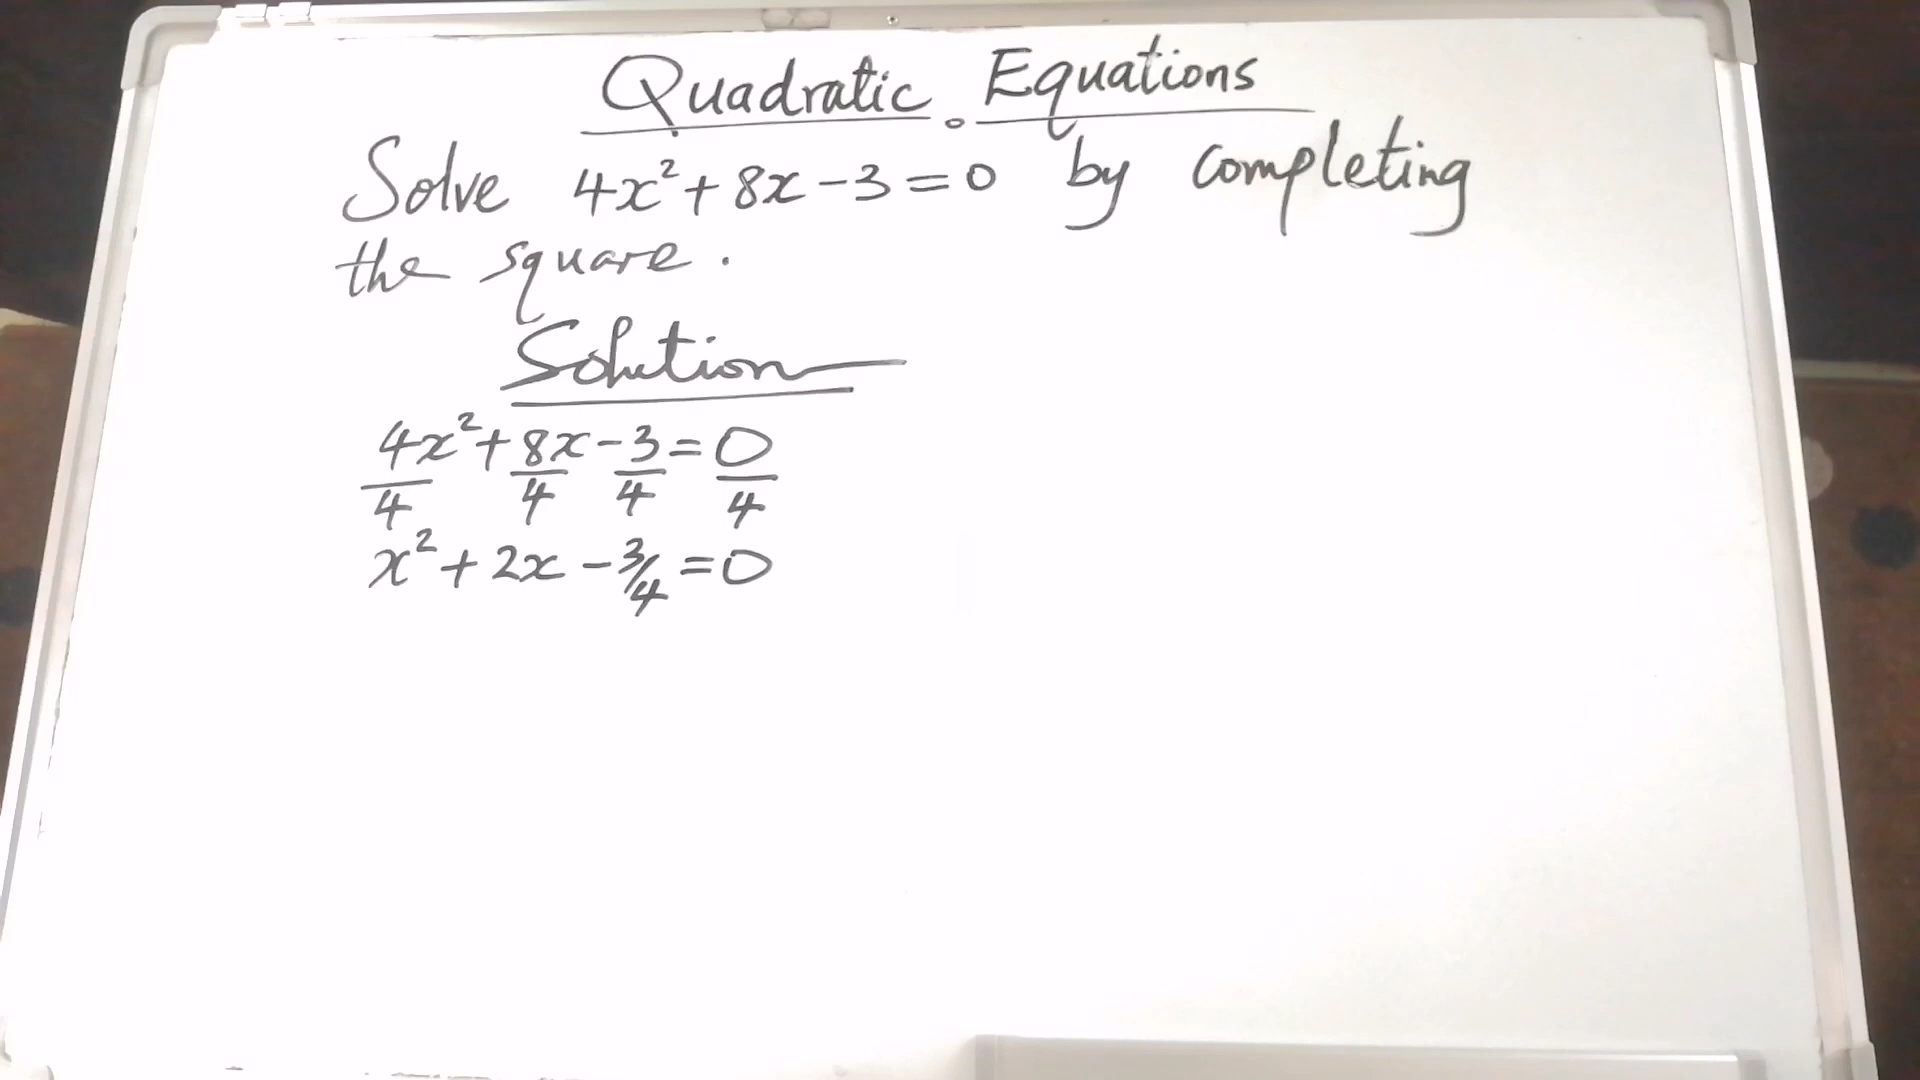 Quadratic Equations
Solve 4x² + 8x - 3 = 0 by completing
the square.
Solution
4x²/4 + 8x/4 - 3/4 = 0/4
x² + 2x - 3/4 = 0